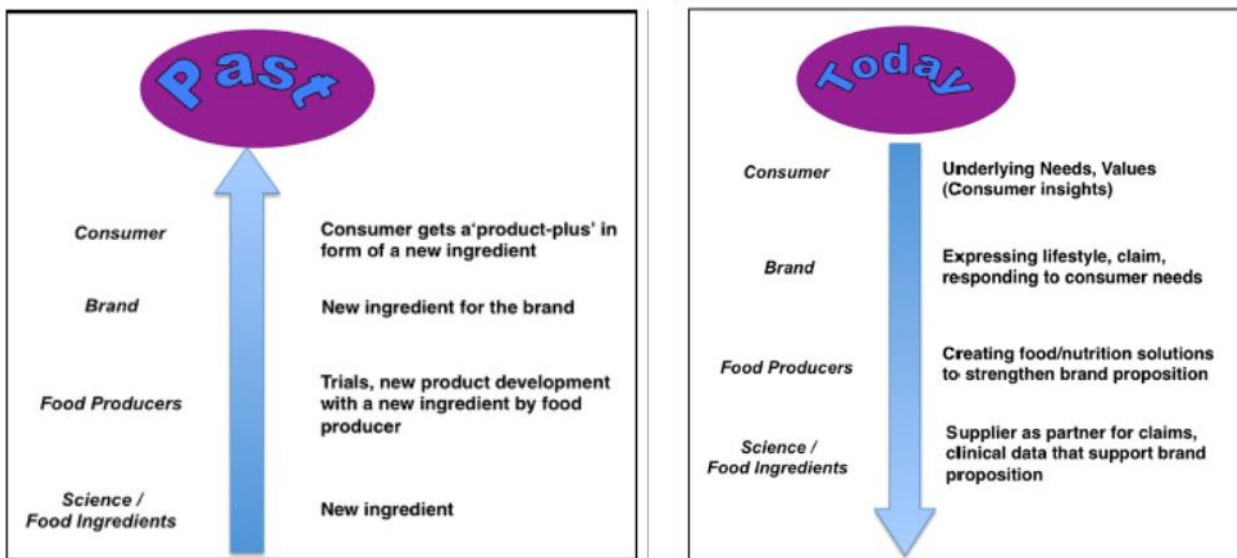 Past
Consumer
Consumer gets a‘product-plus’ in
form of a new ingredient
Brand
New ingredient for the brand
Food Producers
Trials, new product development
with a new ingredient by food
producer
Science /
Food Ingredients
New ingredient
Today
Consumer
Underlying Needs, Values
(Consumer insights)
Brand
Expressing lifestyle, claim,
responding to consumer needs
Food Producers
Creating food/nutrition solutions
to strengthen brand proposition
Science /
Food Ingredients
Supplier as partner for claims,
clinical data that support brand
proposition